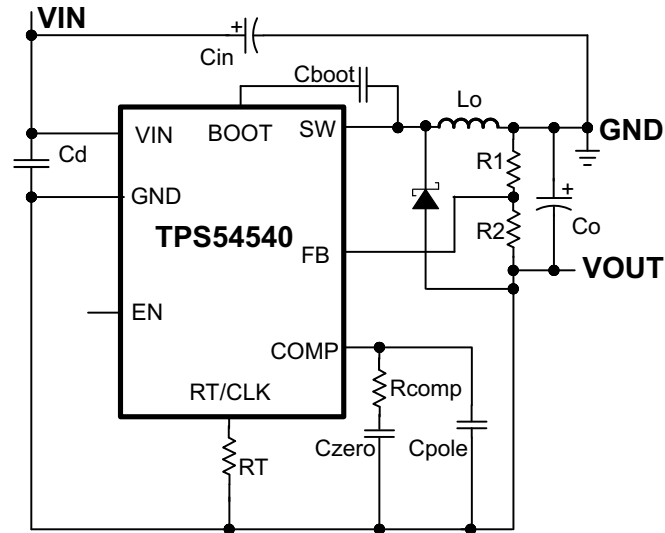 VIN
+
Cin
Cboot
Lo
VIN
BOOT
SW
GND
Cd
R1
GND
+
TPS54540
R2
Co
FB
VOUT
EN
COMP
RT/CLK
Rcomp
RT
Czero
Cpole